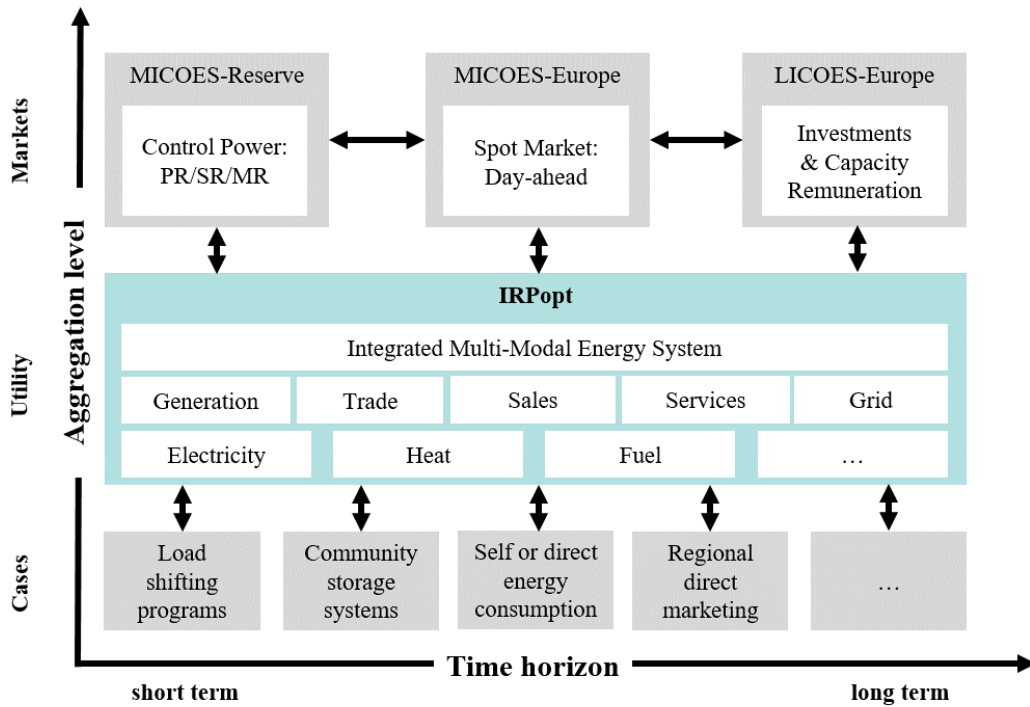 Markets
Aggregation level
Utility
Cases
MICOES-Reserve
Control Power:
PR/SR/MR
MICOES-Europe
Spot Market:
Day-ahead
LICOES-Europe
Investments
& Capacity
Remuneration
IRPopt
Integrated Multi-Modal Energy System
Generation
Trade
Sales
Services
Grid
Electricity
Heat
Fuel
…
Load
shifting
programs
Community
storage
systems
Self or direct
energy
consumption
Regional
direct
marketing
…
Time horizon
short term
long term